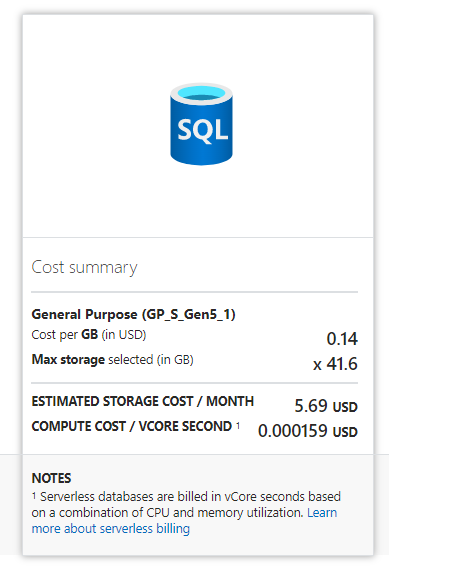 SQL
Cost summary
General Purpose (GP_S_Gen5_1)
Cost per GB (in USD) 0.14
Max storage selected (in GB) x 41.6
ESTIMATED STORAGE COST / MONTH 5.69 USD
COMPUTE COST / VCORE SECOND ¹ 0.000159 USD
NOTES
¹ Serverless databases are billed in vCore seconds based
on a combination of CPU and memory utilization. Learn
more about serverless billing